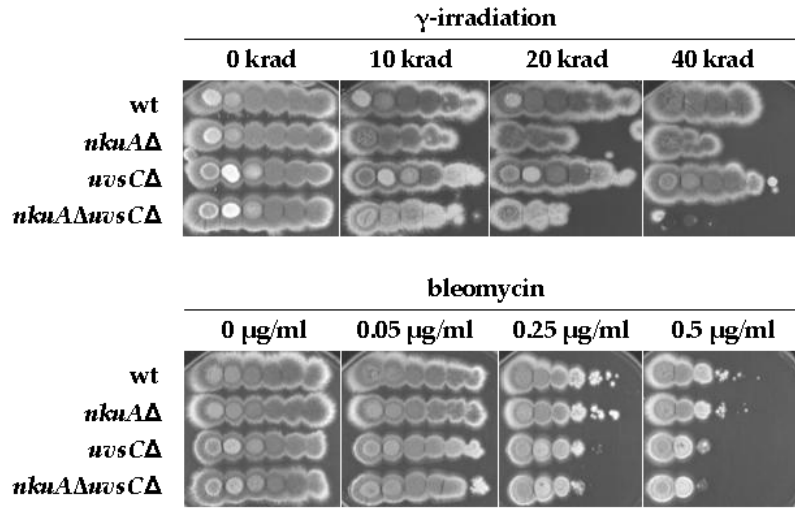 γ-irradiation
0 krad 10 krad 20 krad 40 krad
wt
nkuAΔ
uvsCΔ
nkuAΔuvsCΔ
bleomycin
0 µg/ml 0.05 µg/ml 0.25 µg/ml 0.5 µg/ml
wt
nkuAΔ
uvsCΔ
nkuAΔuvsCΔ